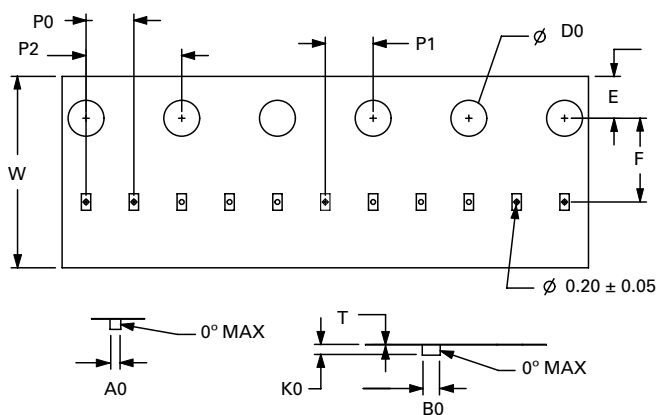 P0
P2
P1
ϕ D0
E
F
W
ϕ 0.20 ± 0.05
T
0° MAX
0° MAX
K0
A0
B0